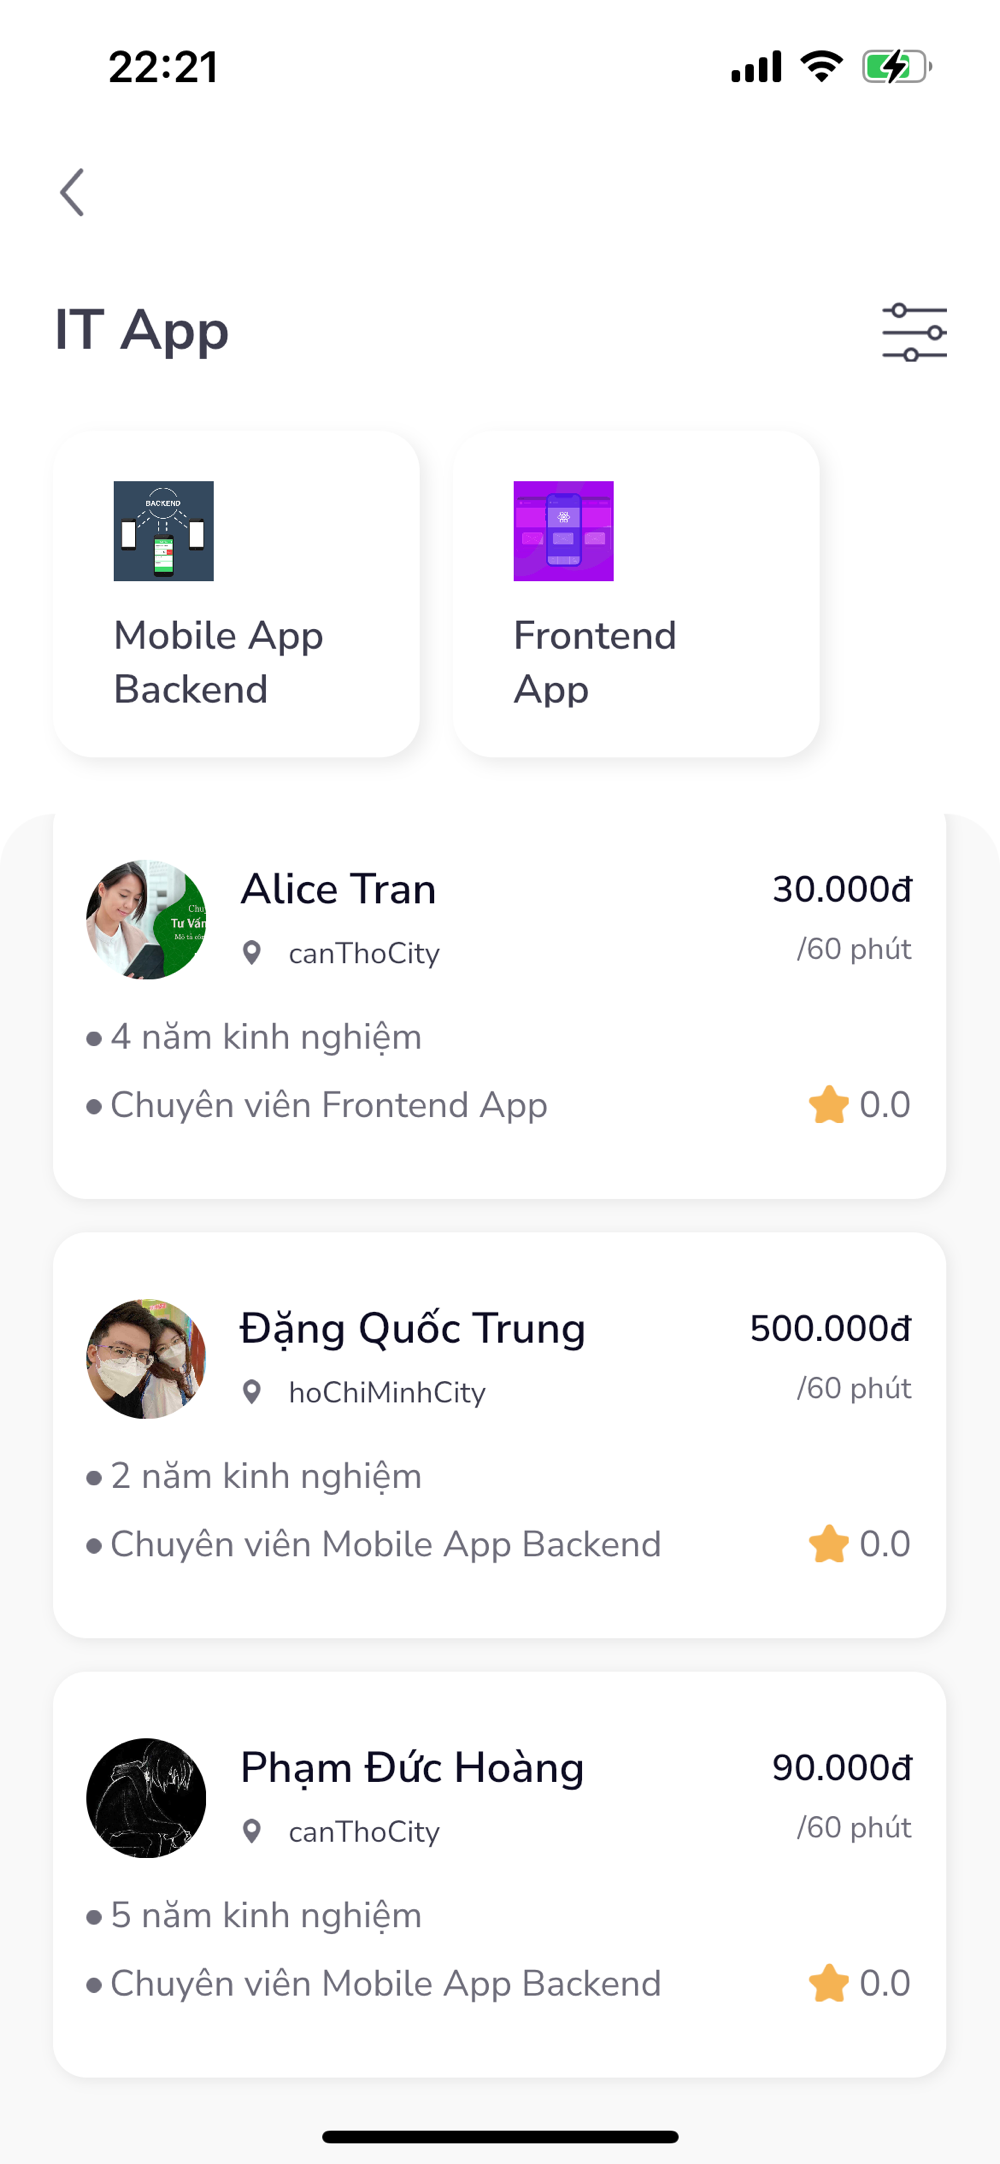 22:21
IT App
BACKEND
Mobile App
Backend
Frontend
App
Alice Tran
30.000đ
canThoCity
/60 phút
Tư Vấn
4 năm kinh nghiệm
Chuyên viên Frontend App
0.0
Đặng Quốc Trung
500.000đ
hoChiMinhCity
/60 phút
2 năm kinh nghiệm
Chuyên viên Mobile App Backend
0.0
Phạm Đức Hoàng
90.000đ
canThoCity
/60 phút
5 năm kinh nghiệm
Chuyên viên Mobile App Backend
0.0